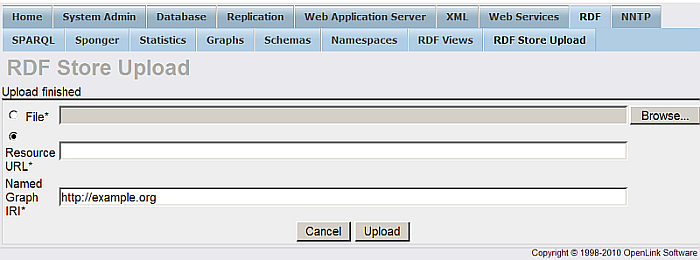 Home System Admin Database Replication Web Application Server XML Web Services RDF NNTP
SPARQL Sponger Statistics Graphs Schemas Namespaces RDF Views RDF Store Upload
RDF Store Upload
Upload finished
File* Browse...
Resource
URL*
Named
Graph
IRI*
http://example.org
Cancel Upload
Copyright © 1998-2010 OpenLink Software